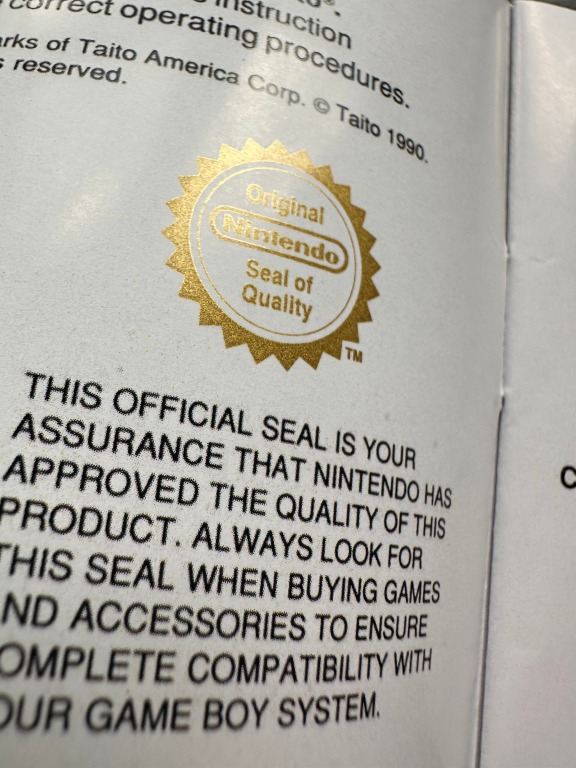 instruction
correct operating procedures.
of Taito America Corp. © Taito 1990.
reserved.
Original
Nintendo
Seal of
Quality
TM
THIS OFFICIAL SEAL IS YOUR
ASSURANCE THAT NINTENDO HAS
APPROVED THE QUALITY OF THIS
PRODUCT. ALWAYS LOOK FOR
THIS SEAL WHEN BUYING GAMES
ND ACCESSORIES TO ENSURE
OMPLETE COMPATIBILITY WITH
OUR GAME BOY SYSTEM.